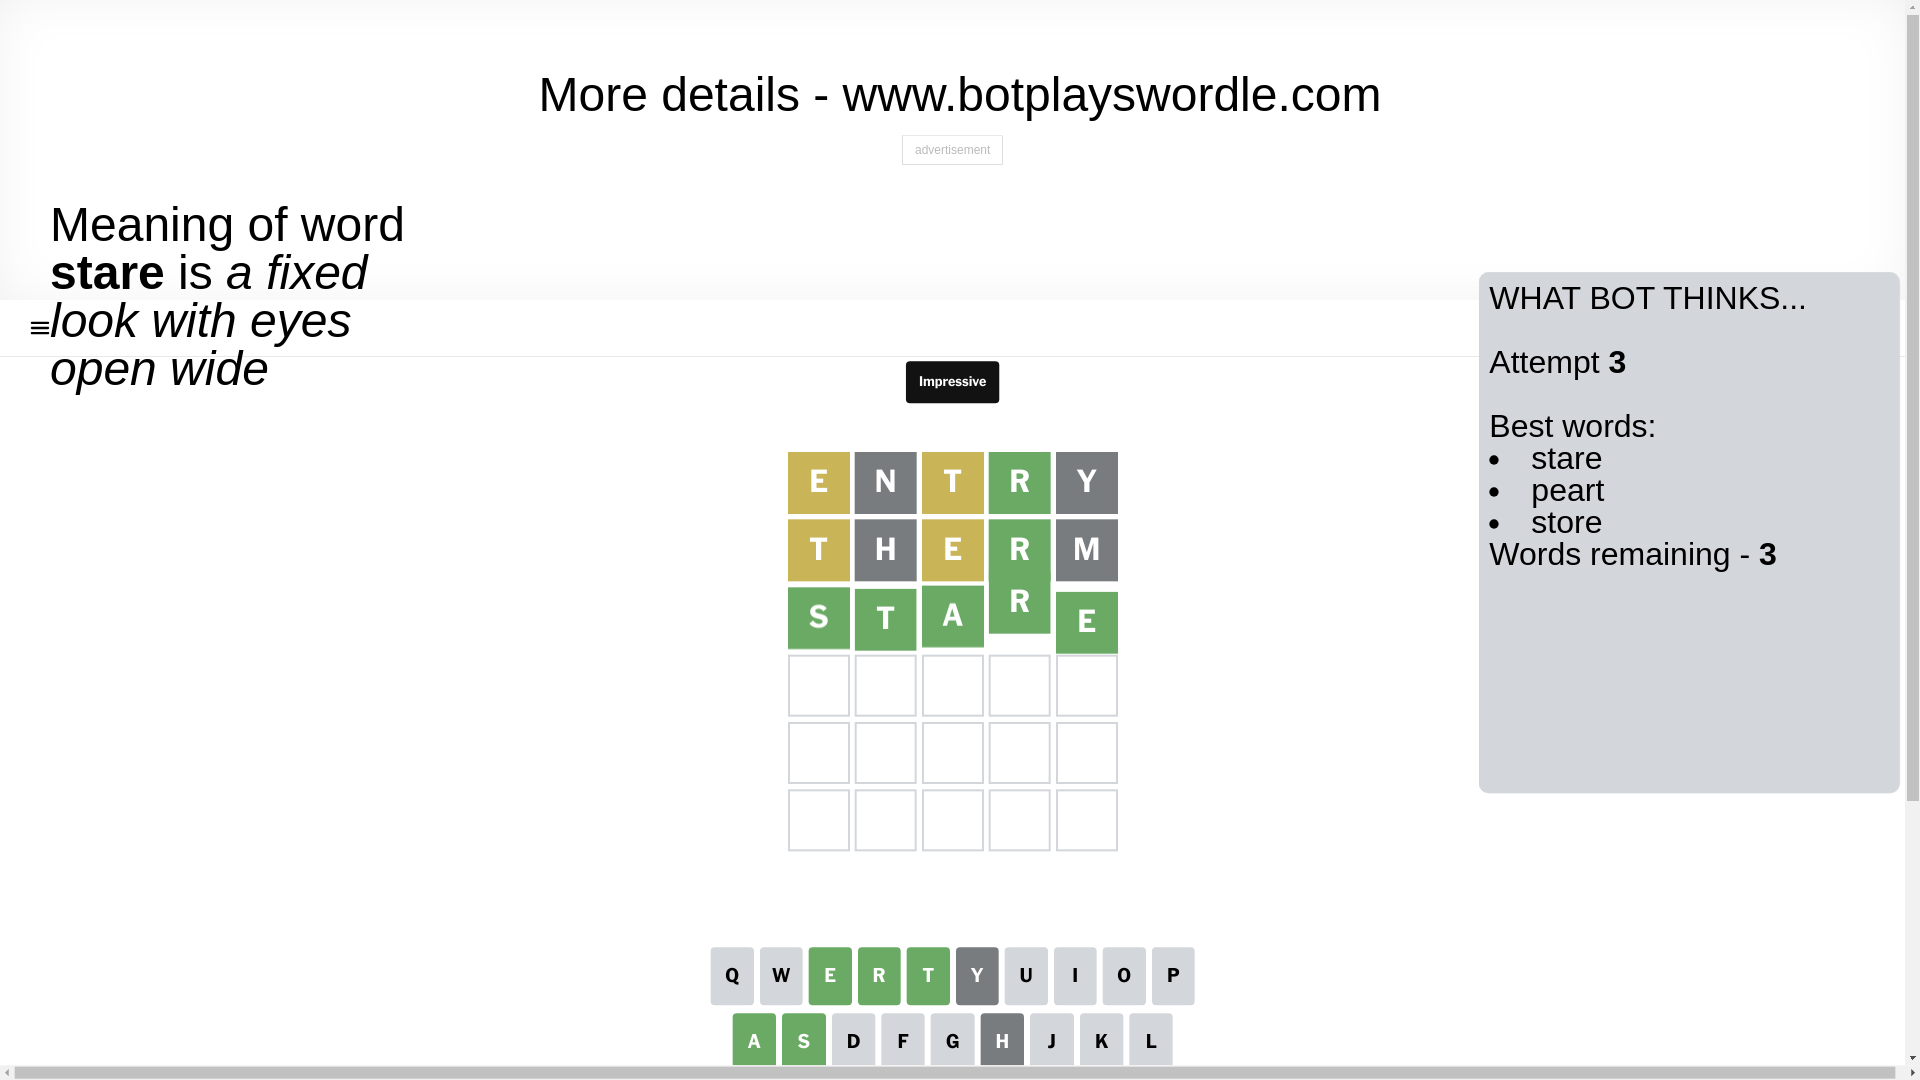 More details - www.botplayswordle.com
advertisement
Meaning of word
stare is a fixed
look with eyes
open wide
WHAT BOT THINKS...
Attempt 3
Best words:
• stare
• peart
• store
Words remaining - 3
Impressive
E N T R Y
T H E R M
S T A R E
Q W E R T Y U I O P
A S D F G H J K L